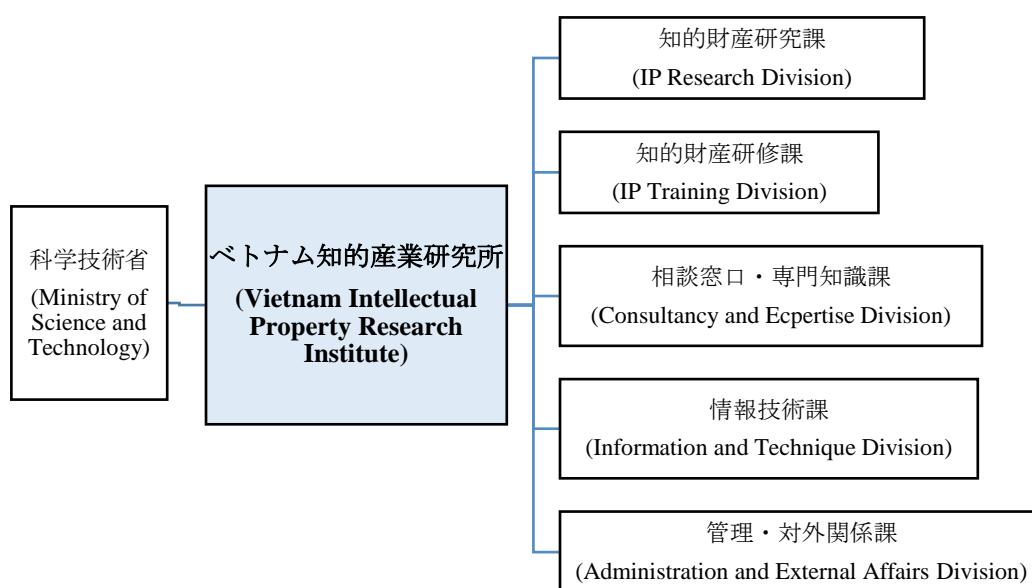 科学技術省
(Ministry of
Science and
Technology)
ベトナム知的産業研究所
(Vietnam Intellectual
Property Research
Institute)
知的財産研究課
(IP Research Division)
知的財産研修課
(IP Training Division)
相談窓口・専門知識課
(Consultancy and Ecpertise Division)
情報技術課
(Information and Technique Division)
管理・対外関係課
(Administration and External Affairs Division)